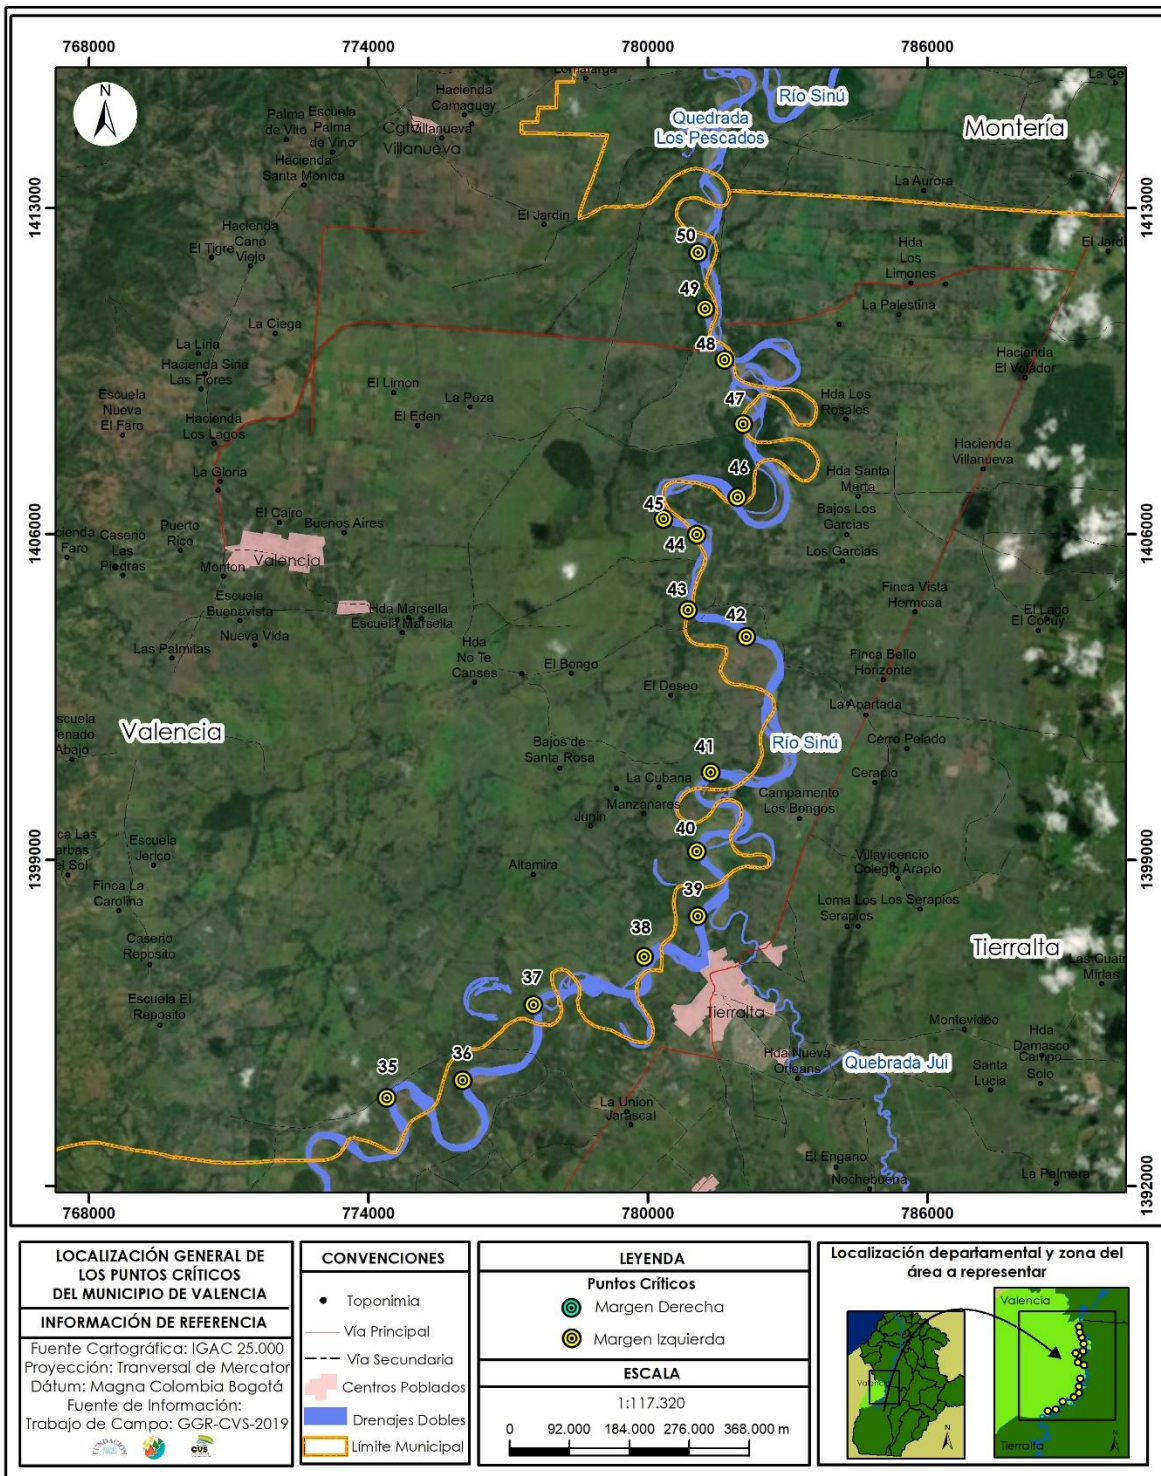 768000
774000
780000
786000
N
Río Sinú
Quedrada
Los Pescados
Montería
Hacienda
Camaguey
Palma
de Vito
Escuela
Palma
de Vino
Villanueva
Villanueva
Hacienda
Santa Monica
La Aurora
1413000
1413000
El Jardin
Hacienda
Cano
Viejo
El Tigre
50
Hda
Los
Limones
49
La Palestina
La Ciega
48
La Liria
Hacienda Siria
Las Flores
Hacienda
El Volador
El Limon
La Poza
Escuela
Nueva
El Faro
El Eden
47
Hda Los
Rosales
Hacienda
Los Lagos
Hacienda
Villanueva
La Gloria
46
Hda Santa
Marta
45
Bajos Los
Garcias
El Cairo
Buenos Aires
Puerto
Rico
Caserio
Las
Piedras
Faro
1406000
1406000
44
Los Garcias
Valencia
Monton
Escuela
Buenavista
43
Finca Vista
Hermosa
Hda Marsella
Escuela Marsella
42
El Lago
El Cocuy
Nueva Vida
Las Palmitas
Hda
No Te
Canses
El Bongo
Finca Bello
Horizonte
El Deseo
La Apartada
Valencia
Abajo
Río Sinú
Cerro Pelado
Bajos de
Santa Rosa
41
La Cubana
Cerapio
Manzanares
Campamento
Los Bongos
Junin
40
Escuela
Jerico
1399000
1399000
Altamira
Villavicencio
Colegio Arapio
Finca La
Carolina
39
Loma Los
Serapios
Los Serapios
Caserio
Reposito
38
Tierralta
37
Escuela El
Reposito
Tierralta
Montevideo
36
Hda Nueva
Orleans
Quebrada Jui
Hda
Damasco
Campo
Solo
Santa
Lucia
35
La Union
Jarascal
El Engano
Nochebuena
La Palmera
1392000
768000
774000
780000
786000
LOCALIZACIÓN GENERAL DE
LOS PUNTOS CRÍTICOS
DEL MUNICIPIO DE VALENCIA
INFORMACIÓN DE REFERENCIA
Fuente Cartográfica: IGAC 25.000
Proyección: Tranversal de Mercator
Dátum: Magna Colombia Bogotá
Fuente de Información:
Trabajo de Campo: GGR-CVS-2019
CVS
CONVENCIONES
Toponimia
Vía Principal
Vía Secundaria
Centros Poblados
Drenajes Dobles
Límite Municipal
LEYENDA
Puntos Críticos
Margen Derecha
Margen Izquierda
ESCALA
1:117.320
0 92.000 184.000 276.000 368.000 m
Localización departamental y zona del
área a representar
N
Valencia
Tierralta
N